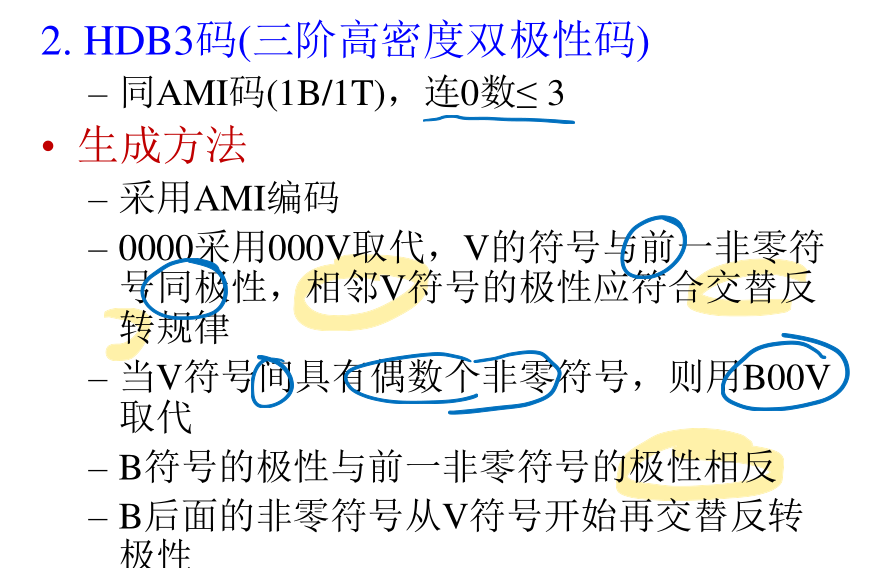 2. HDB3码(三阶高密度双极性码)
– 同AMI码(1B/1T)，连0数≤ 3
• 生成方法
– 采用AMI编码
– 0000采用000V取代，V的符号与前一非零符
号同极性，相邻V符号的极性应符合交替反
转规律
– 当V符号间具有偶数个非零符号，则用B00V
取代
– B符号的极性与前一非零符号的极性相反
– B后面的非零符号从V符号开始再交替反转
极性